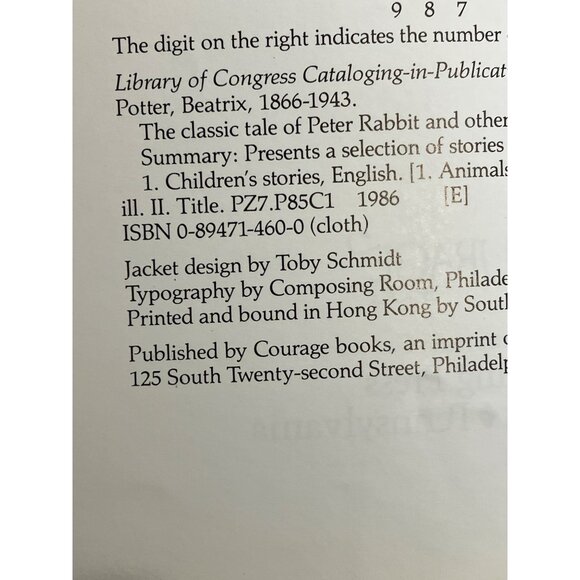 9 8 7
The digit on the right indicates the number
Library of Congress Cataloging-in-Publicat
Potter, Beatrix, 1866-1943.
The classic tale of Peter Rabbit and other
Summary: Presents a selection of stories
1. Children's stories, English. [1. Animals
ill. II. Title. PZ7.P85C1 1986 [E]
ISBN 0-89471-460-0 (cloth)
Jacket design by Toby Schmidt
Typography by Composing Room, Philade
Printed and bound in Hong Kong by South
Published by Courage books, an imprint o
125 South Twenty-second Street, Philadelp